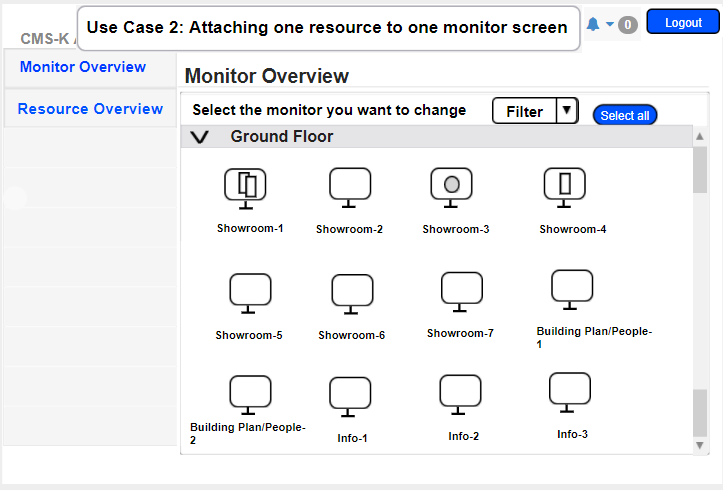 Use Case 2: Attaching one resource to one monitor screen
CMS-K
0
Logout
Monitor Overview
Resource Overview
Monitor Overview
Select the monitor you want to change
Filter
Select all
Ground Floor
Showroom-1
Showroom-2
Showroom-3
Showroom-4
Showroom-5
Showroom-6
Showroom-7
Building Plan/People-
1
Building Plan/People-
2
Info-1
Info-2
Info-3